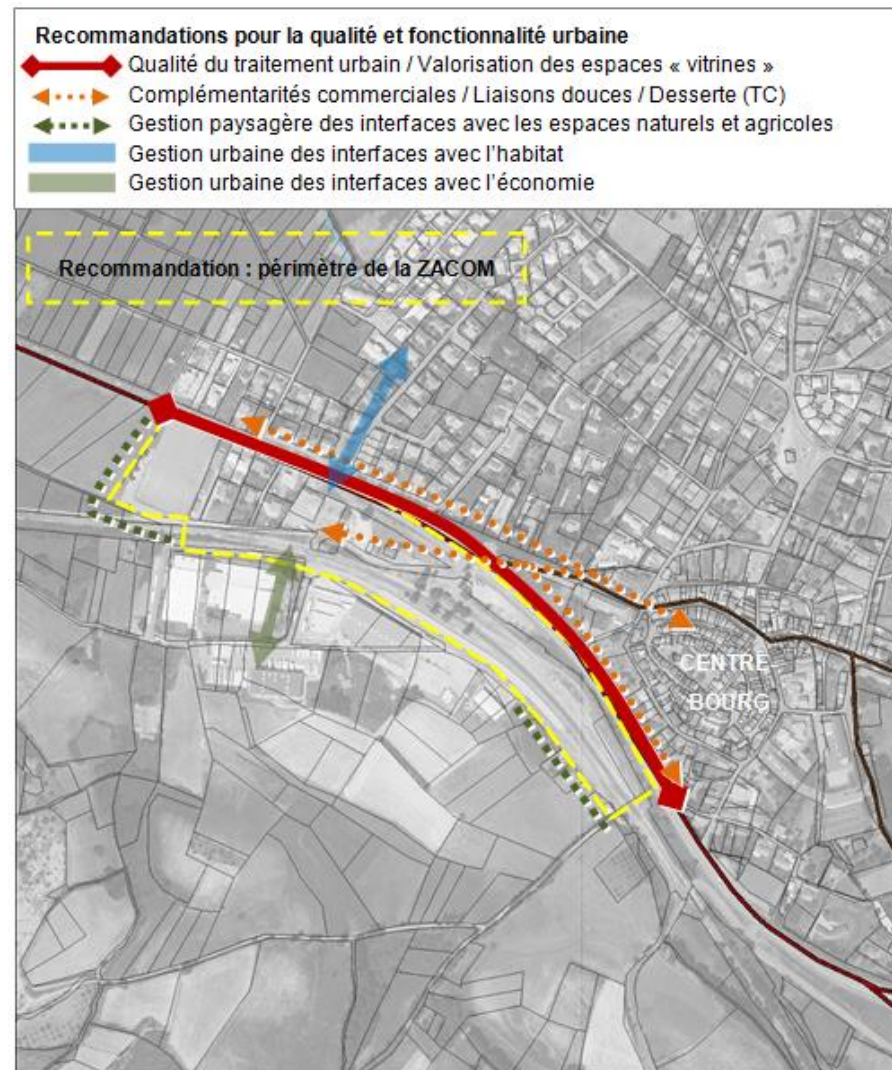 Recommandations pour la qualité et fonctionnalité urbaine
Qualité du traitement urbain / Valorisation des espaces « vitrines »
Complémentarités commerciales / Liaisons douces / Desserte (TC)
Gestion paysagère des interfaces avec les espaces naturels et agricoles
Gestion urbaine des interfaces avec l’habitat
Gestion urbaine des interfaces avec l’économie
Recommandation : périmètre de la ZACOM
CENTRE
BOURG